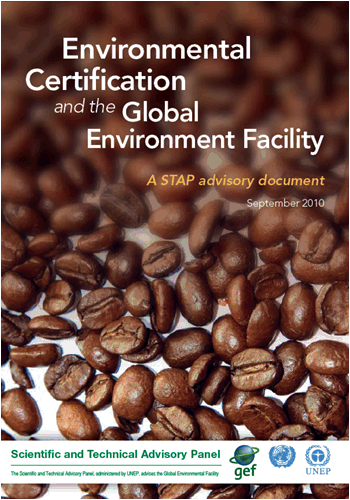 Environmental
Certification
and the Global
Environment Facility
A STAP advisory document
September 2010
Scientific and Technical Advisory Panel
The Scientific and Technical Advisory Panel, administered by UNEP, advises the Global Environmental Facility
gef
UNEP